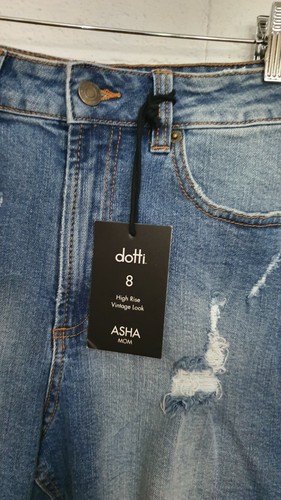 dotti
8
High Rise
Vintage Look
ASHA
MOM